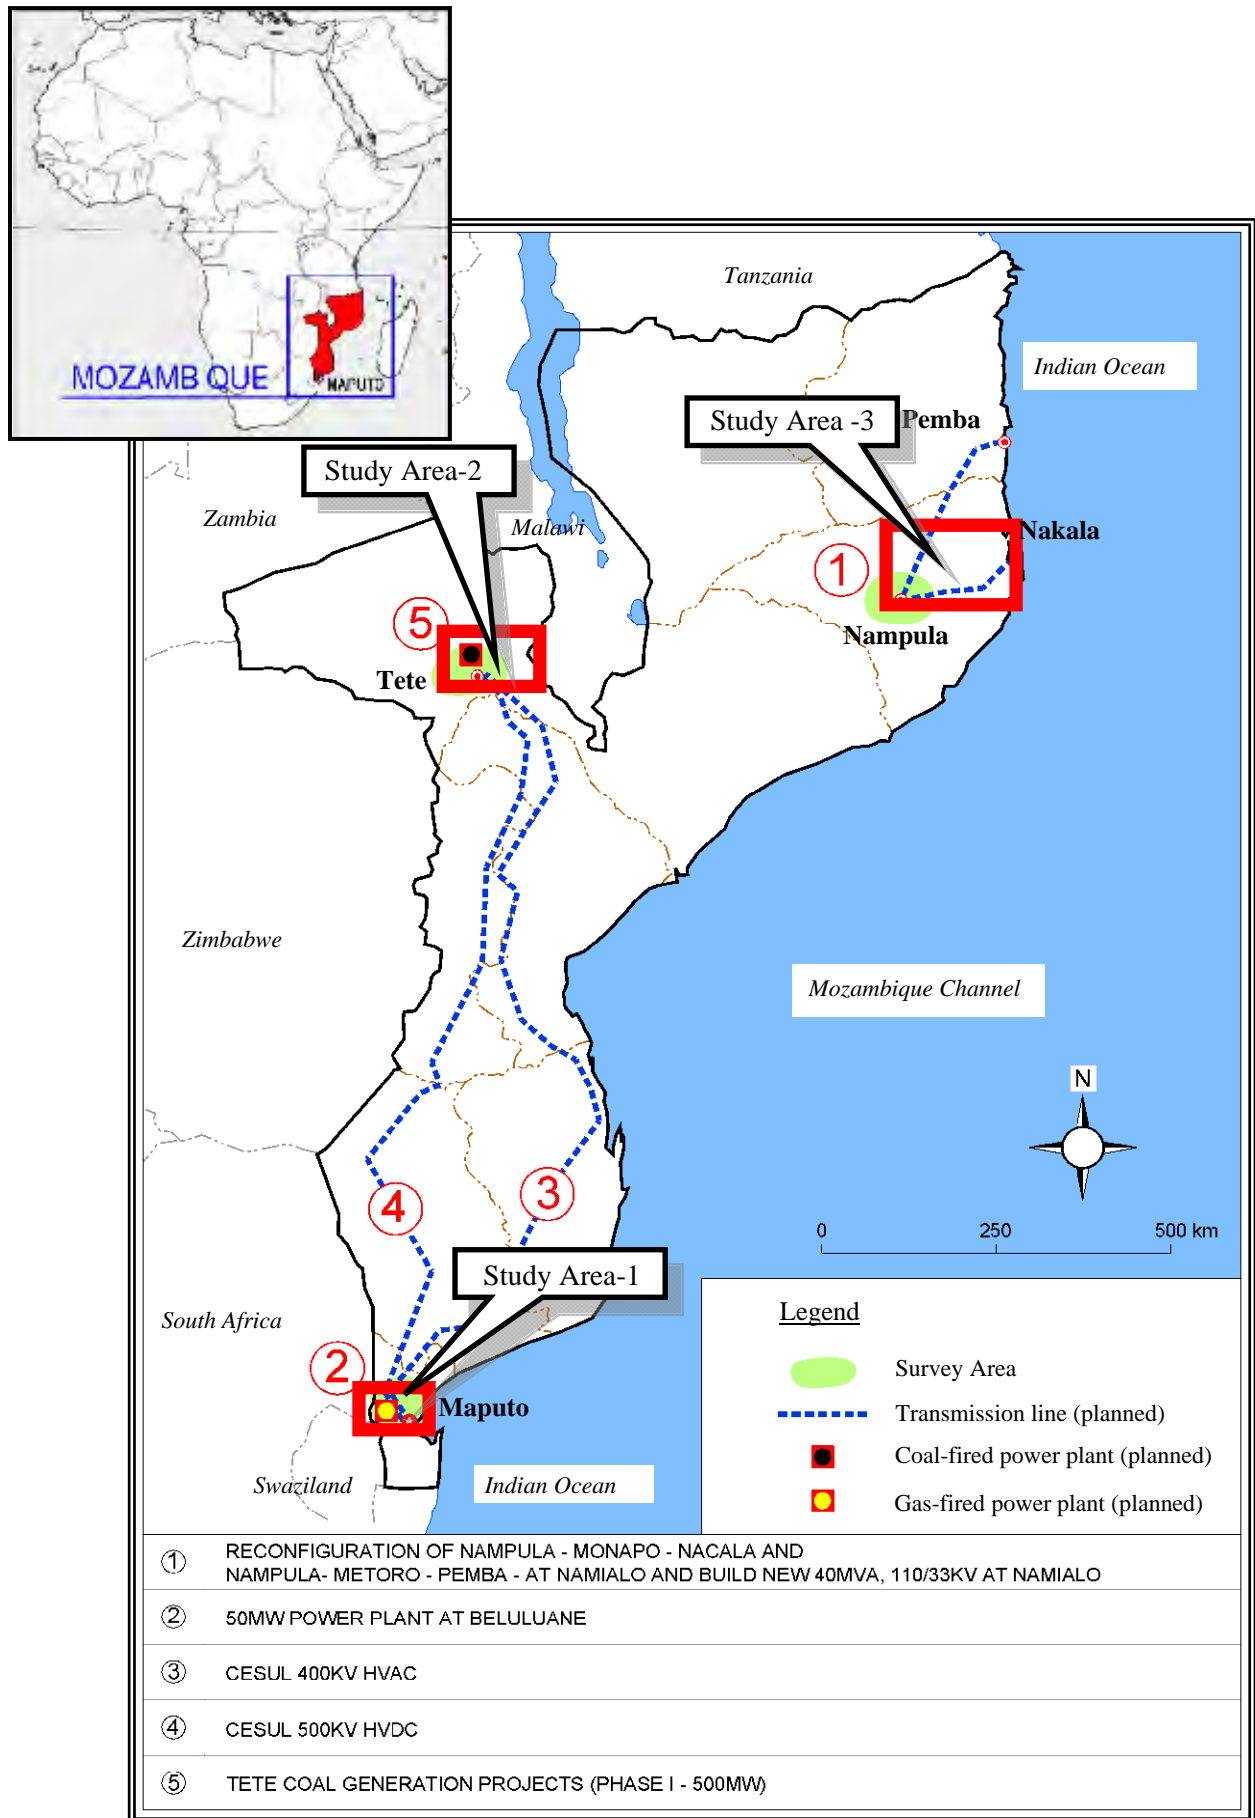 MOZAMB QUE
MAPUTO
Tanzania
Indian Ocean
Study Area -3
Pemba
Study Area-2
Zambia
Malawi
Nakala
1
5
Nampula
Tete
Zimbabwe
Mozambique Channel
N
4
3
0 250 500 km
Study Area-1
South Africa
2
Maputo
Swaziland
Indian Ocean
Legend
Survey Area
Transmission line (planned)
Coal-fired power plant (planned)
Gas-fired power plant (planned)
1 RECONFIGURATION OF NAMPULA - MONAPO - NACALA AND
NAMPULA- METORO - PEMBA - AT NAMIALO AND BUILD NEW 40MVA, 110/33KV AT NAMIALO
2 50MW POWER PLANT AT BELULUANE
3 CESUL 400KV HVAC
4 CESUL 500KV HVDC
5 TETE COAL GENERATION PROJECTS (PHASE I - 500MW)